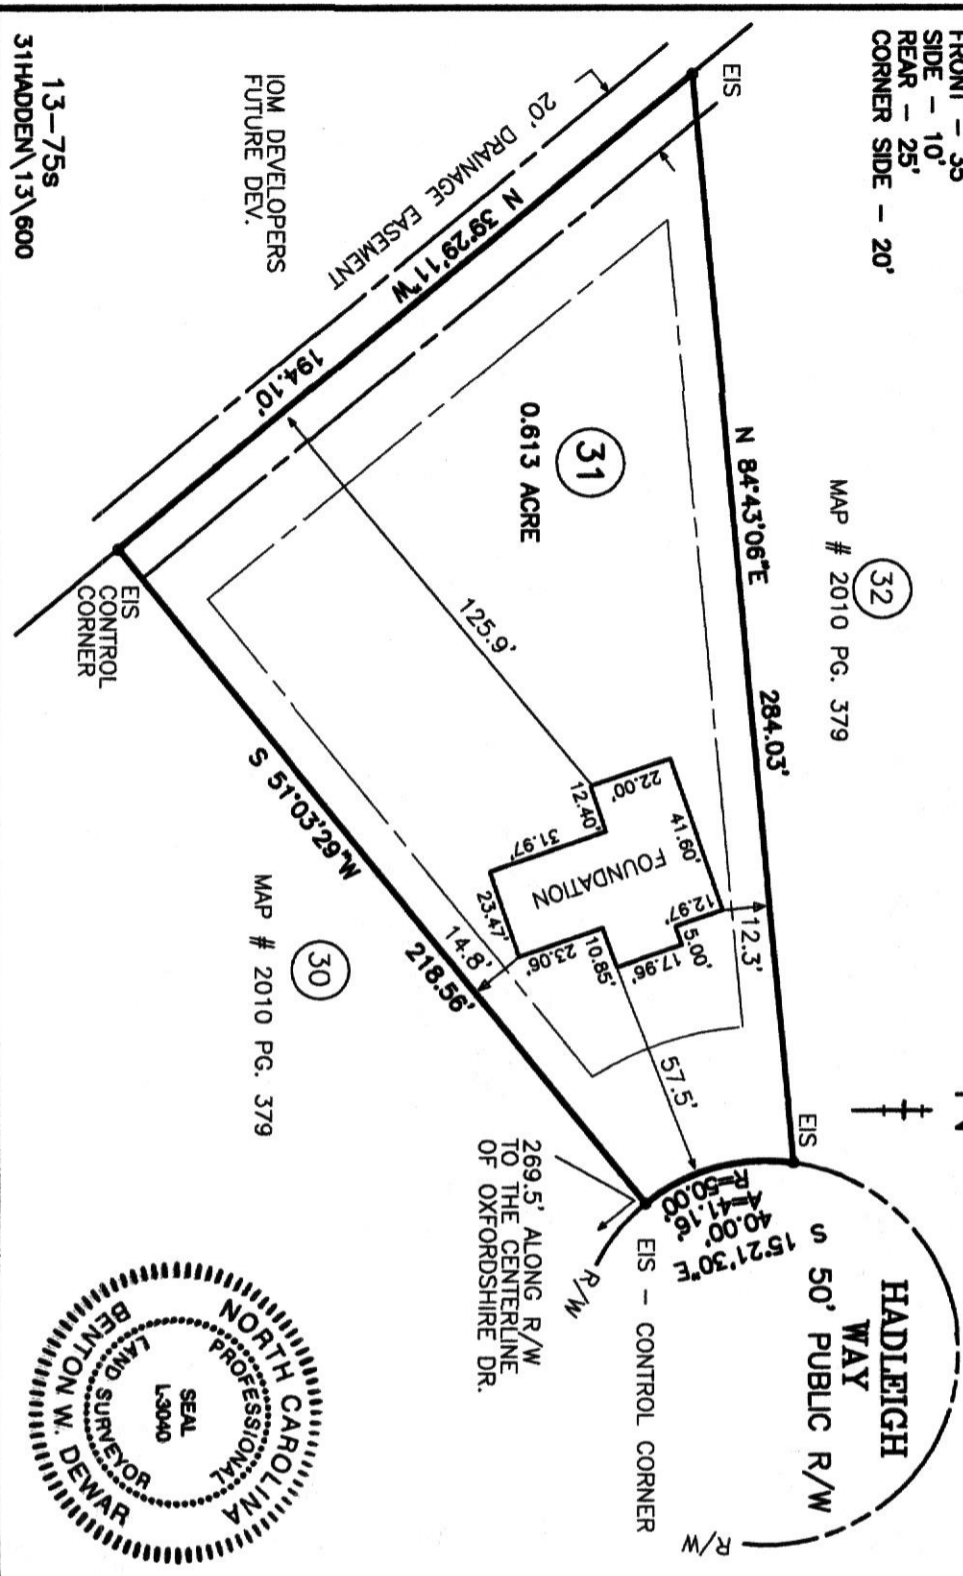 FRONT - 35'
SIDE - 10'
REAR - 25'
CORNER SIDE - 20'
EIS
20' DRAINAGE EASEMENT
N 39°29'11"W
194.10'
IOM DEVELOPERS
FUTURE DEV.
13-75s
31HADDEN\13\600
32
MAP # 2010 PG. 379
N 84°43'06"E
284.03'
31
0.613 ACRE
125.9'
EIS
CONTROL
CORNER
S 51°03'29"W
218.56'
30
MAP # 2010 PG. 379
FOUNDATION
22.00'
41.60'
12.40'
31.97'
23.47'
23.06'
10.85'
17.96'
5.00'
12.97'
12.3'
14.8'
57.5'
N
EIS
HADLEIGH
WAY
50' PUBLIC R/W
S 15°21'30"E
40.00'
A=41.16'
R=50.00'
R/W
R/W
EIS - CONTROL CORNER
269.5' ALONG R/W
TO THE CENTERLINE
OF OXFORDSHIRE DR.
NORTH CAROLINA
PROFESSIONAL
SEAL
L-3040
LAND SURVEYOR
BENTON W. DEWAR